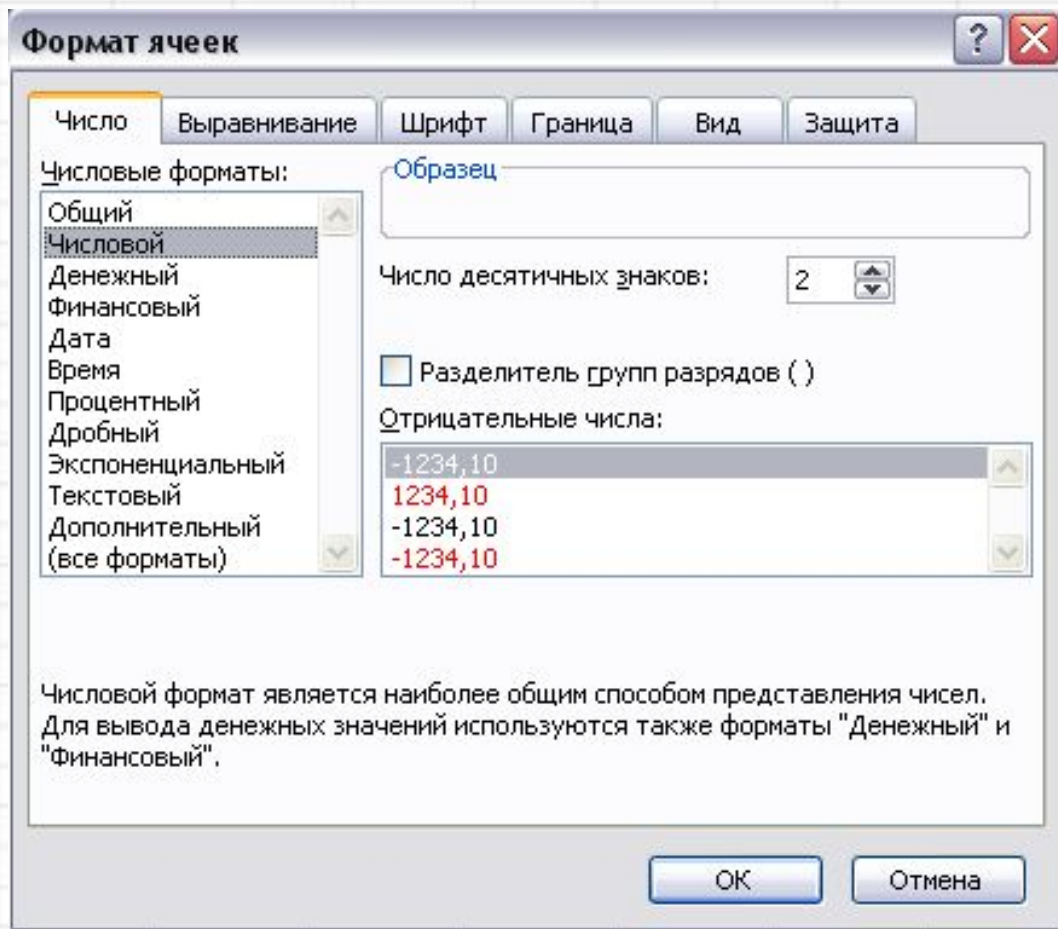 Формат ячеек
Число
Выравнивание
Шрифт
Граница
Вид
Защита
Числовые форматы:
Общий
Числовой
Денежный
Финансовый
Дата
Время
Процентный
Дробный
Экспоненциальный
Текстовый
Дополнительный
(все форматы)
Образец
Число десятичных знаков:
2
Разделитель групп разрядов ( )
Отрицательные числа:
-1234,10
1234,10
-1234,10
-1234,10
Числовой формат является наиболее общим способом представления чисел.
Для вывода денежных значений используются также форматы "Денежный" и
"Финансовый".
ОК
Отмена